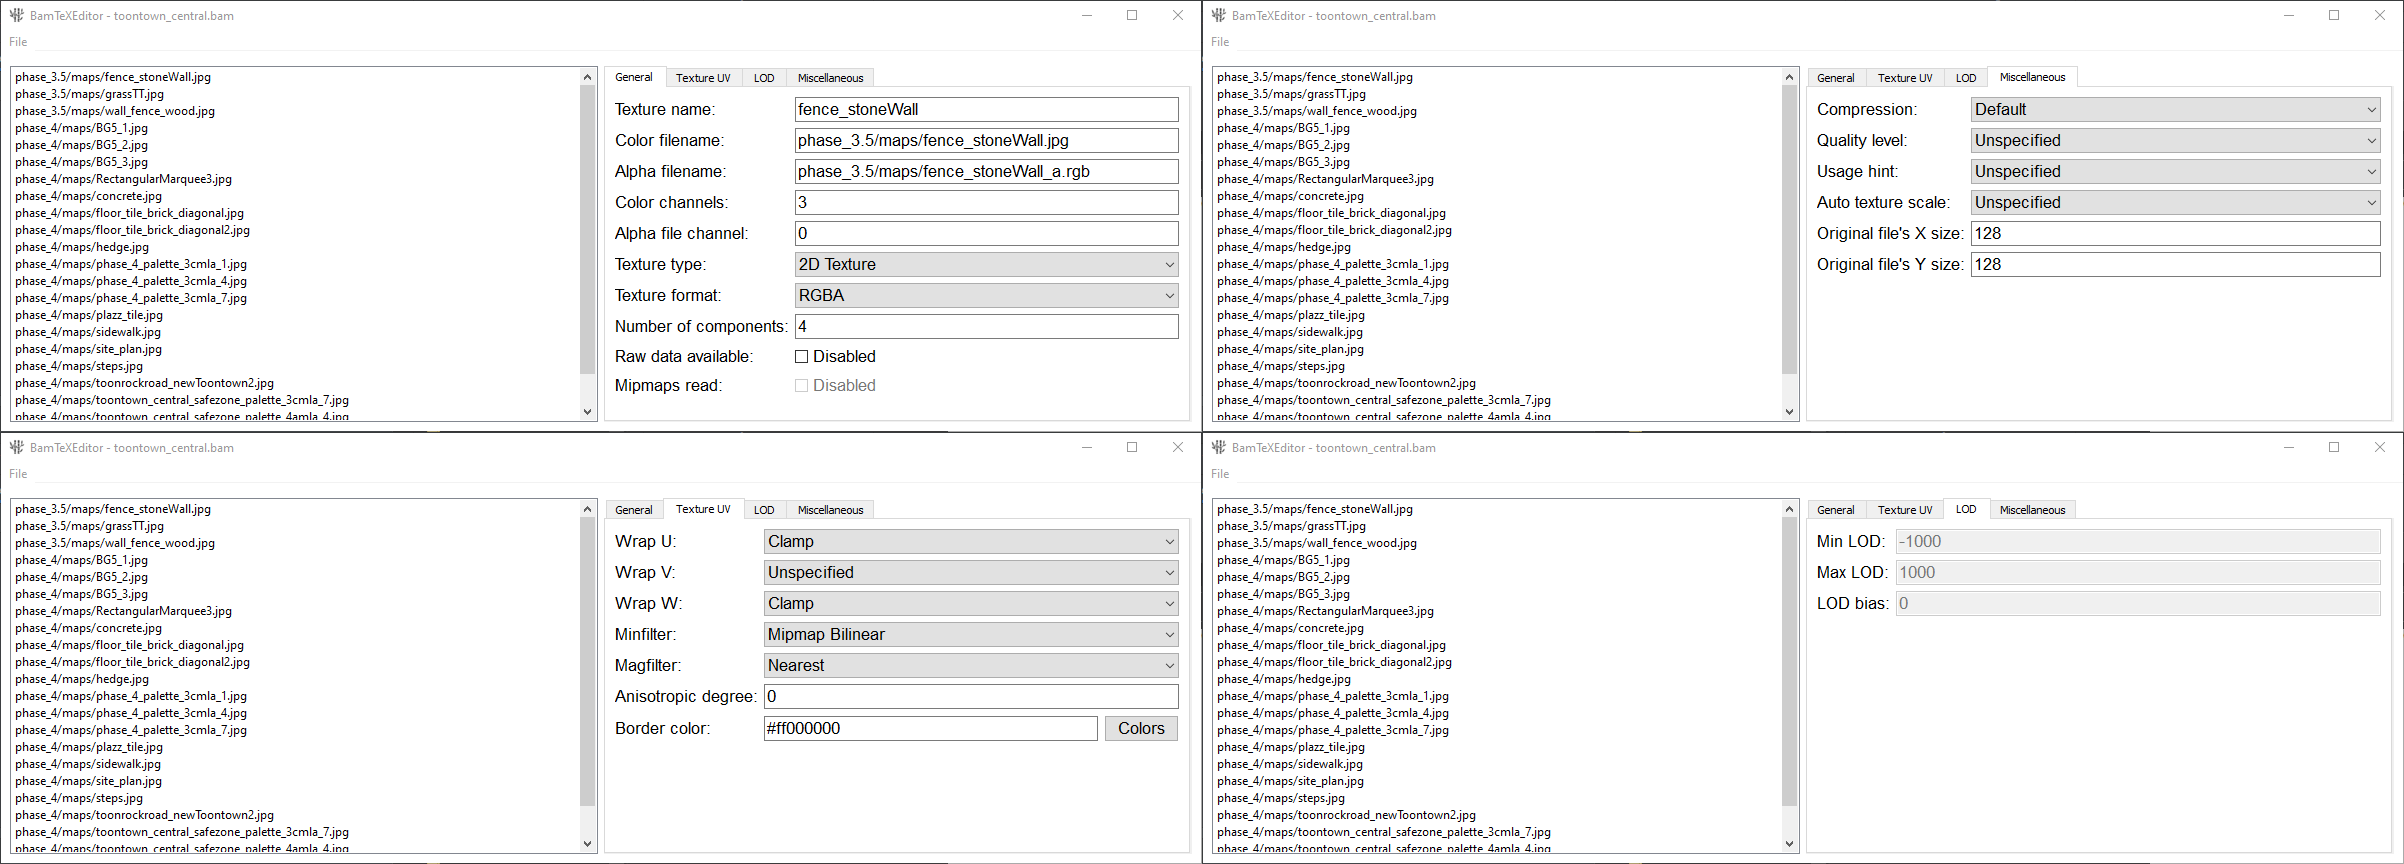 BamTeXEditor - toontown_central.bam
File
phase_3.5/maps/fence_stoneWall.jpg
phase_3.5/maps/grassTT.jpg
phase_3.5/maps/wall_fence_wood.jpg
phase_4/maps/BG5_1.jpg
phase_4/maps/BG5_2.jpg
phase_4/maps/BG5_3.jpg
phase_4/maps/RectangularMarquee3.jpg
phase_4/maps/concrete.jpg
phase_4/maps/floor_tile_brick_diagonal.jpg
phase_4/maps/floor_tile_brick_diagonal2.jpg
phase_4/maps/hedge.jpg
phase_4/maps/phase_4_palette_3cmla_1.jpg
phase_4/maps/phase_4_palette_3cmla_4.jpg
phase_4/maps/phase_4_palette_3cmla_7.jpg
phase_4/maps/plazz_tile.jpg
phase_4/maps/sidewalk.jpg
phase_4/maps/site_plan.jpg
phase_4/maps/steps.jpg
phase_4/maps/toonrockroad_newToontown2.jpg
phase_4/maps/toontown_central_safezone_palette_3cmla_7.jpg
phase_4/maps/toontown_central_safezone_palette_4amla_4.jpg
General Texture UV LOD Miscellaneous
Texture name: fence_stoneWall
Color filename: phase_3.5/maps/fence_stoneWall.jpg
Alpha filename: phase_3.5/maps/fence_stoneWall_a.rgb
Color channels: 3
Alpha file channel: 0
Texture type: 2D Texture
Texture format: RGBA
Number of components: 4
Raw data available: Disabled
Mipmaps read: Disabled
BamTeXEditor - toontown_central.bam
File
phase_3.5/maps/fence_stoneWall.jpg
phase_3.5/maps/grassTT.jpg
phase_3.5/maps/wall_fence_wood.jpg
phase_4/maps/BG5_1.jpg
phase_4/maps/BG5_2.jpg
phase_4/maps/BG5_3.jpg
phase_4/maps/RectangularMarquee3.jpg
phase_4/maps/concrete.jpg
phase_4/maps/floor_tile_brick_diagonal.jpg
phase_4/maps/floor_tile_brick_diagonal2.jpg
phase_4/maps/hedge.jpg
phase_4/maps/phase_4_palette_3cmla_1.jpg
phase_4/maps/phase_4_palette_3cmla_4.jpg
phase_4/maps/phase_4_palette_3cmla_7.jpg
phase_4/maps/plazz_tile.jpg
phase_4/maps/sidewalk.jpg
phase_4/maps/site_plan.jpg
phase_4/maps/steps.jpg
phase_4/maps/toonrockroad_newToontown2.jpg
phase_4/maps/toontown_central_safezone_palette_3cmla_7.jpg
phase_4/maps/toontown_central_safezone_palette_4amla_4.jpg
General Texture UV LOD Miscellaneous
Compression: Default
Quality level: Unspecified
Usage hint: Unspecified
Auto texture scale: Unspecified
Original file's X size: 128
Original file's Y size: 128
BamTeXEditor - toontown_central.bam
File
phase_3.5/maps/fence_stoneWall.jpg
phase_3.5/maps/grassTT.jpg
phase_3.5/maps/wall_fence_wood.jpg
phase_4/maps/BG5_1.jpg
phase_4/maps/BG5_2.jpg
phase_4/maps/BG5_3.jpg
phase_4/maps/RectangularMarquee3.jpg
phase_4/maps/concrete.jpg
phase_4/maps/floor_tile_brick_diagonal.jpg
phase_4/maps/floor_tile_brick_diagonal2.jpg
phase_4/maps/hedge.jpg
phase_4/maps/phase_4_palette_3cmla_1.jpg
phase_4/maps/phase_4_palette_3cmla_4.jpg
phase_4/maps/phase_4_palette_3cmla_7.jpg
phase_4/maps/plazz_tile.jpg
phase_4/maps/sidewalk.jpg
phase_4/maps/site_plan.jpg
phase_4/maps/steps.jpg
phase_4/maps/toonrockroad_newToontown2.jpg
phase_4/maps/toontown_central_safezone_palette_3cmla_7.jpg
phase_4/maps/toontown_central_safezone_palette_4amla_4.jpg
General Texture UV LOD Miscellaneous
Wrap U: Clamp
Wrap V: Unspecified
Wrap W: Clamp
Minfilter: Mipmap Bilinear
Magfilter: Nearest
Anisotropic degree: 0
Border color: #ff000000 Colors
BamTeXEditor - toontown_central.bam
File
phase_3.5/maps/fence_stoneWall.jpg
phase_3.5/maps/grassTT.jpg
phase_3.5/maps/wall_fence_wood.jpg
phase_4/maps/BG5_1.jpg
phase_4/maps/BG5_2.jpg
phase_4/maps/BG5_3.jpg
phase_4/maps/RectangularMarquee3.jpg
phase_4/maps/concrete.jpg
phase_4/maps/floor_tile_brick_diagonal.jpg
phase_4/maps/floor_tile_brick_diagonal2.jpg
phase_4/maps/hedge.jpg
phase_4/maps/phase_4_palette_3cmla_1.jpg
phase_4/maps/phase_4_palette_3cmla_4.jpg
phase_4/maps/phase_4_palette_3cmla_7.jpg
phase_4/maps/plazz_tile.jpg
phase_4/maps/sidewalk.jpg
phase_4/maps/site_plan.jpg
phase_4/maps/steps.jpg
phase_4/maps/toonrockroad_newToontown2.jpg
phase_4/maps/toontown_central_safezone_palette_3cmla_7.jpg
phase_4/maps/toontown_central_safezone_palette_4amla_4.jpg
General Texture UV LOD Miscellaneous
Min LOD: -1000
Max LOD: 1000
LOD bias: 0